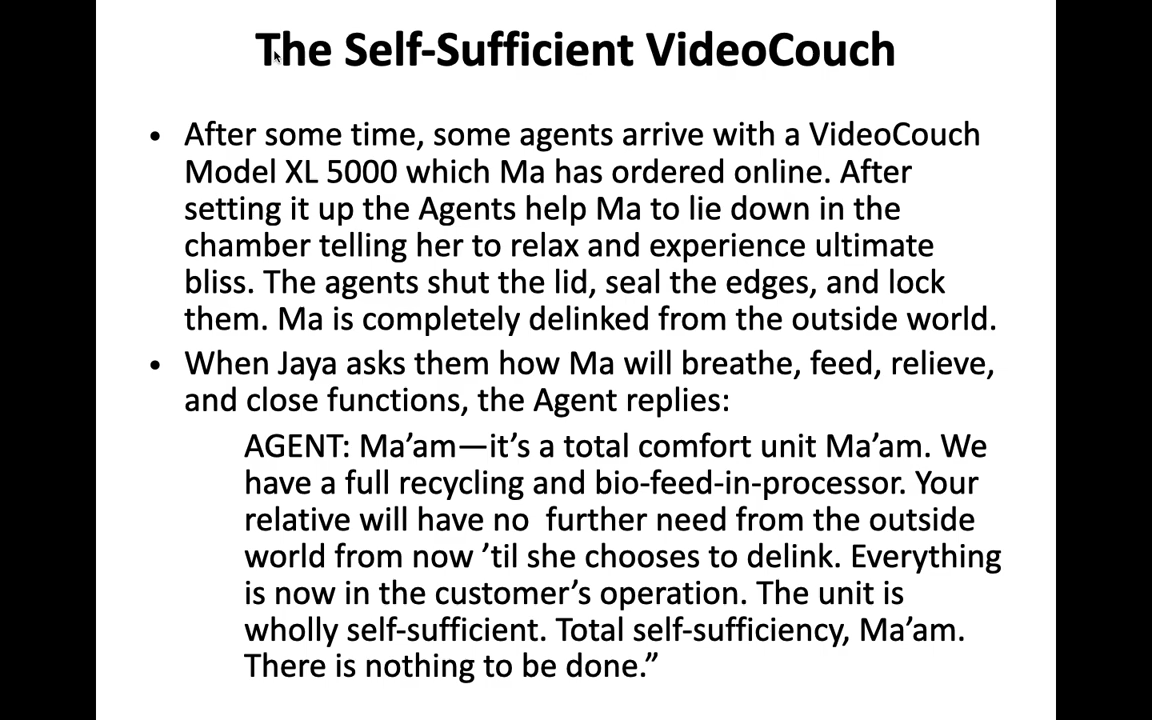 The Self-Sufficient VideoCouch
• After some time, some agents arrive with a VideoCouch
Model XL 5000 which Ma has ordered online. After
setting it up the Agents help Ma to lie down in the
chamber telling her to relax and experience ultimate
bliss. The agents shut the lid, seal the edges, and lock
them. Ma is completely delinked from the outside world.
• When Jaya asks them how Ma will breathe, feed, relieve,
and close functions, the Agent replies:
AGENT: Ma’am—it’s a total comfort unit Ma’am. We
have a full recycling and bio-feed-in-processor. Your
relative will have no  further need from the outside
world from now ’til she chooses to delink. Everything
is now in the customer’s operation. The unit is
wholly self-sufficient. Total self-sufficiency, Ma’am.
There is nothing to be done.”